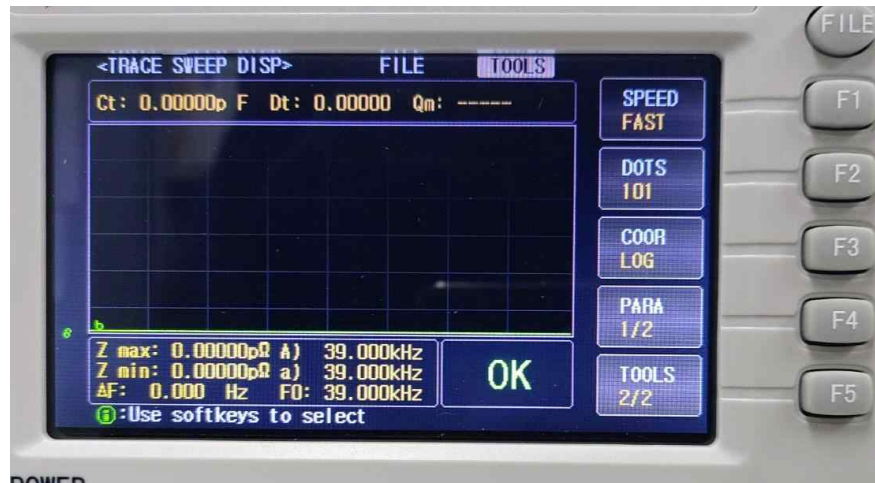 <TRACE SWEEP DISP> FILE TOOLS
FILE
Ct: 0.00000p F Dt: 0.00000 Qm: -----
SPEED
FAST
F1
DOTS
101
F2
COOR
LOG
F3
PARA
1/2
F4
b
Z max: 0.00000pΩ A) 39.000kHz
Z min: 0.00000pΩ a) 39.000kHz
ΔF: 0.000 Hz F0: 39.000kHz
OK
TOOLS
2/2
F5
:Use softkeys to select
POWER